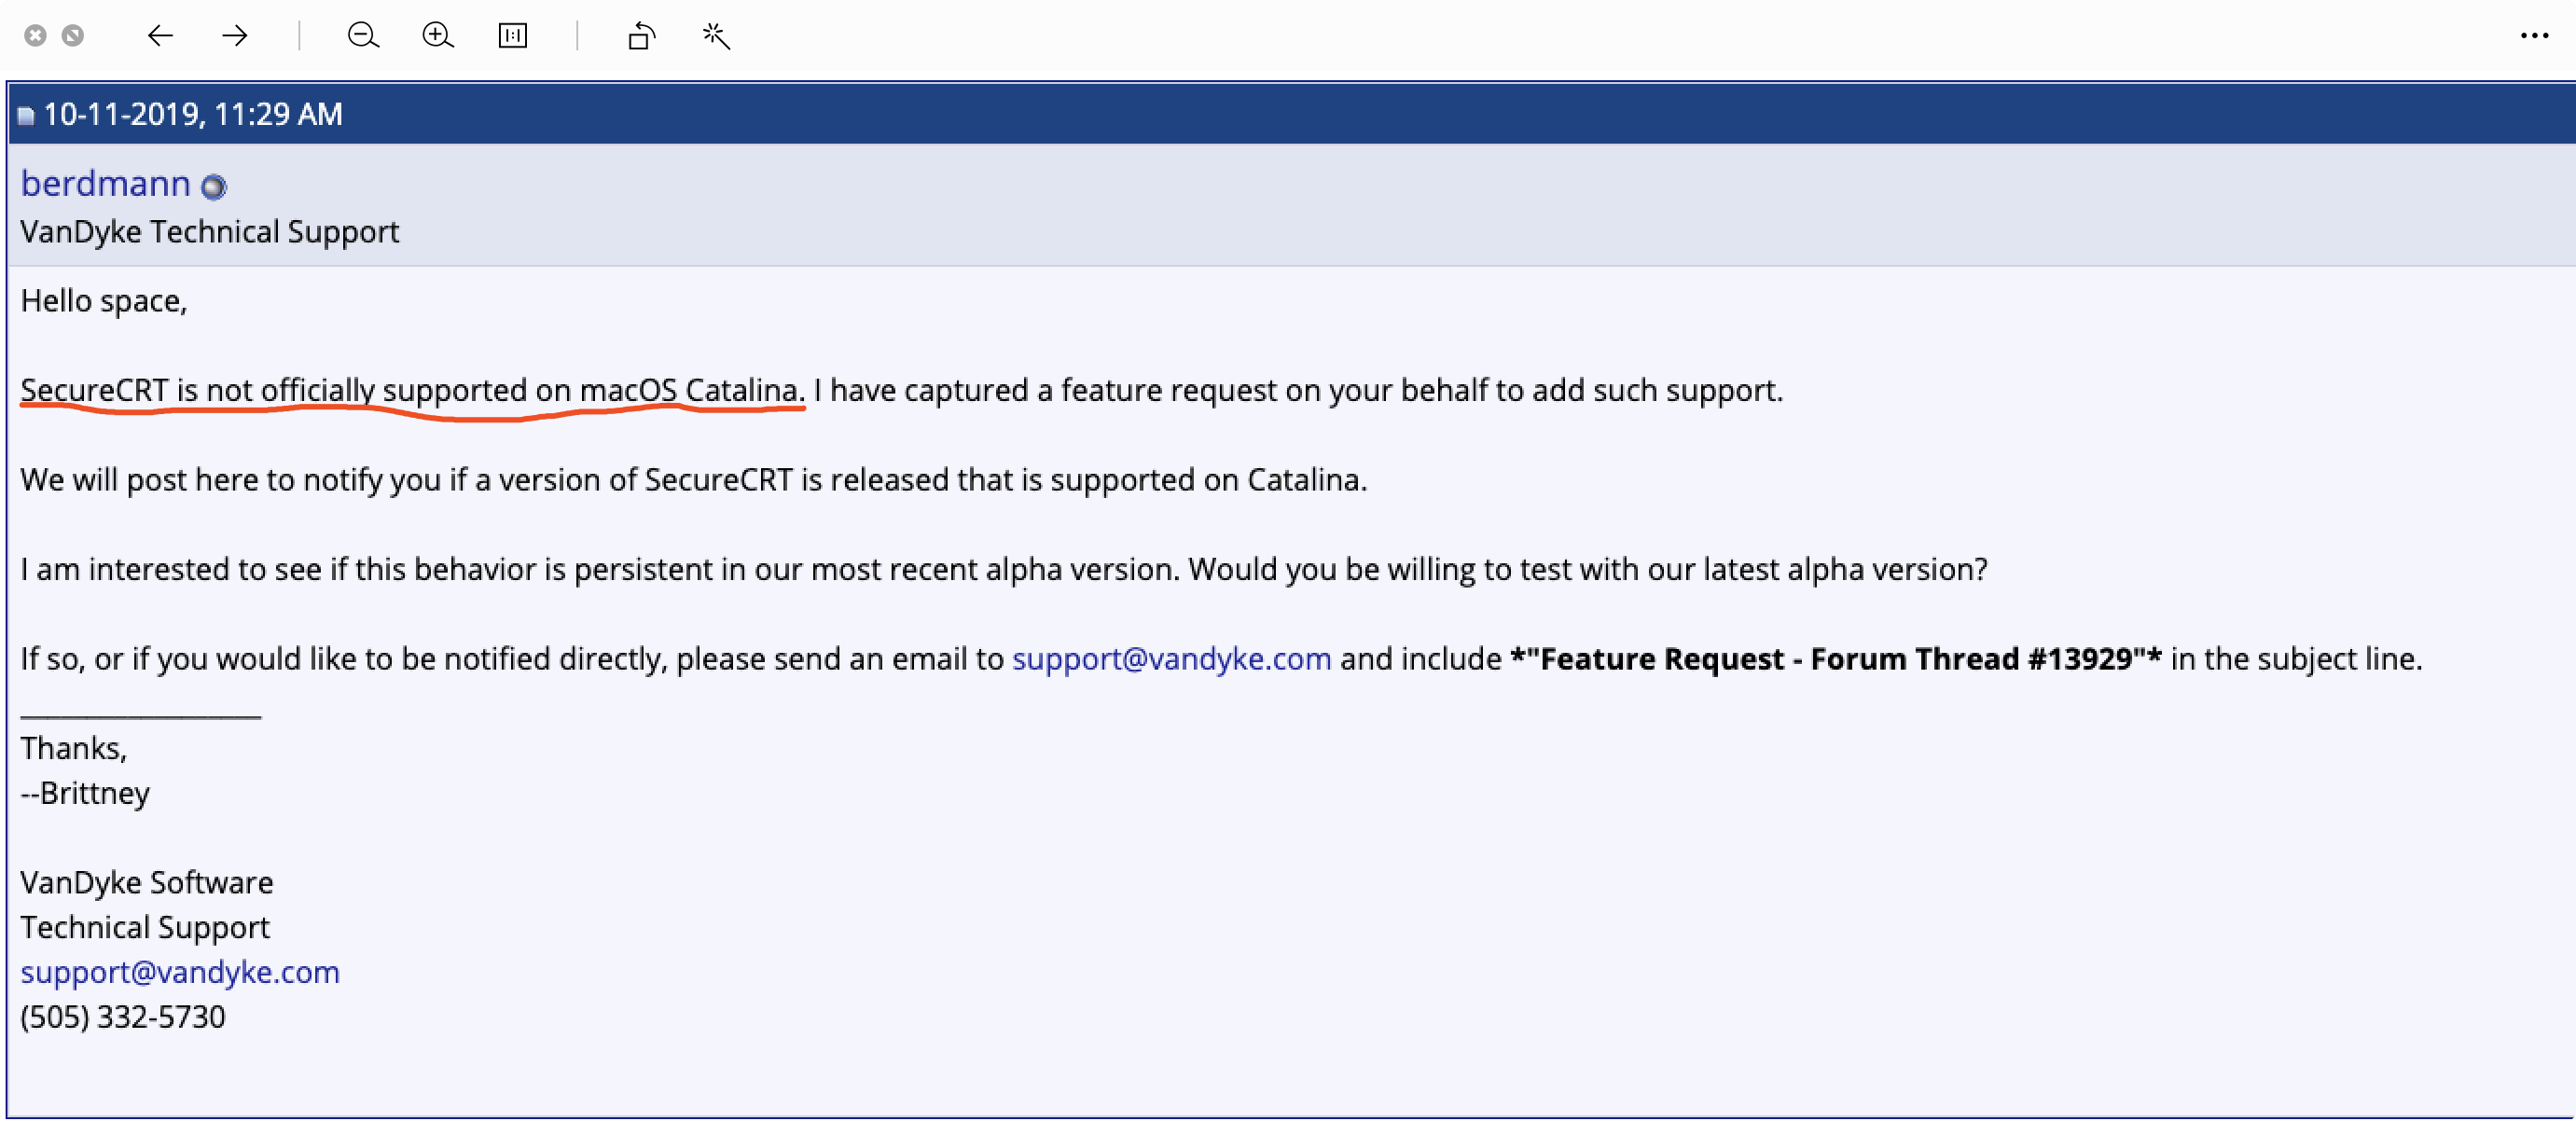 10-11-2019, 11:29 AM
berdmann
VanDyke Technical Support
Hello space,
SecureCRT is not officially supported on macOS Catalina. I have captured a feature request on your behalf to add such support.
We will post here to notify you if a version of SecureCRT is released that is supported on Catalina.
I am interested to see if this behavior is persistent in our most recent alpha version. Would you be willing to test with our latest alpha version?
If so, or if you would like to be notified directly, please send an email to support@vandyke.com and include *"Feature Request - Forum Thread #13929"* in the subject line.
Thanks,
--Brittney
VanDyke Software
Technical Support
support@vandyke.com
(505) 332-5730